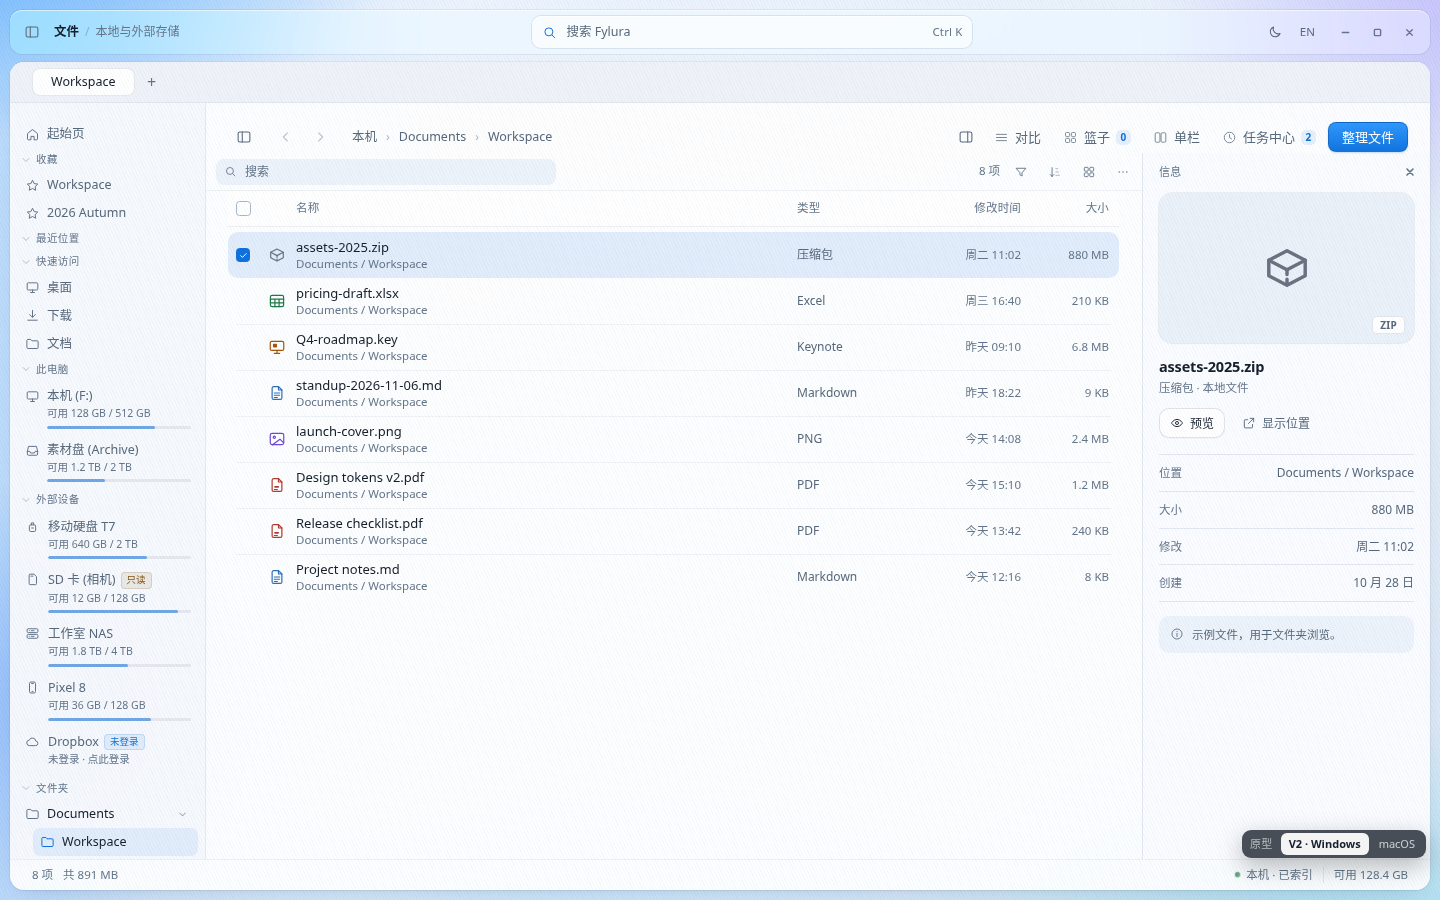 文件 / 本地与外部存储
搜索 Fylura
Ctrl K
EN
Workspace
+
起始页
收藏
Workspace
2026 Autumn
最近位置
快速访问
桌面
下载
文档
此电脑
本机 (F:)
可用 128 GB / 512 GB
素材盘 (Archive)
可用 1.2 TB / 2 TB
外部设备
移动硬盘 T7
可用 640 GB / 2 TB
SD 卡 (相机) 只读
可用 12 GB / 128 GB
工作室 NAS
可用 1.8 TB / 4 TB
Pixel 8
可用 36 GB / 128 GB
Dropbox 未登录
未登录 · 点此登录
文件夹
Documents
Workspace
本机 › Documents › Workspace
对比
篮子 0
单栏
任务中心 2
整理文件
搜索
8 项
名称 类型 修改时间 大小
assets-2025.zip
Documents / Workspace
压缩包 周二 11:02 880 MB
pricing-draft.xlsx
Documents / Workspace
Excel 周三 16:40 210 KB
Q4-roadmap.key
Documents / Workspace
Keynote 昨天 09:10 6.8 MB
standup-2026-11-06.md
Documents / Workspace
Markdown 昨天 18:22 9 KB
launch-cover.png
Documents / Workspace
PNG 今天 14:08 2.4 MB
Design tokens v2.pdf
Documents / Workspace
PDF 今天 15:10 1.2 MB
Release checklist.pdf
Documents / Workspace
PDF 今天 13:42 240 KB
Project notes.md
Documents / Workspace
Markdown 今天 12:16 8 KB
信息
ZIP
assets-2025.zip
压缩包 · 本地文件
预览 显示位置
位置 Documents / Workspace
大小 880 MB
修改 周二 11:02
创建 10 月 28 日
示例文件，用于文件夹浏览。
原型 V2 · Windows macOS
8 项 共 891 MB
本机 · 已索引 可用 128.4 GB